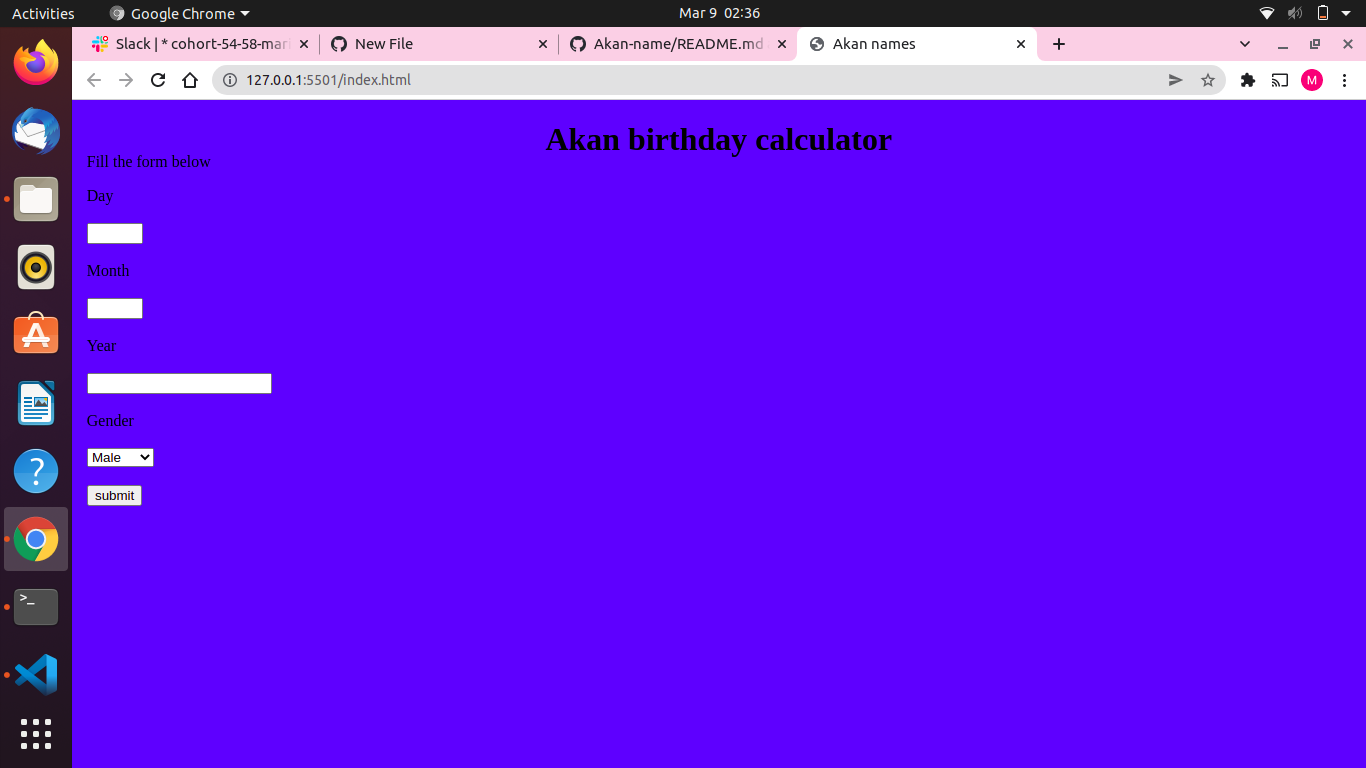 Activities
Google Chrome
Mar 9 02:36
Slack | * cohort-54-58-mari
New File
Akan-name/README.md
Akan names
127.0.0.1:5501/index.html
M
Akan birthday calculator
Fill the form below
Day
Month
Year
Gender
Male
submit